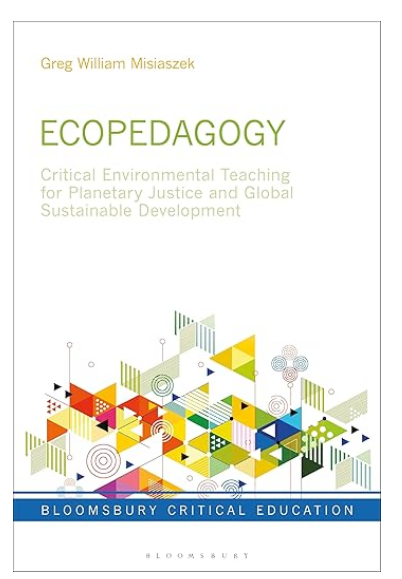 Greg William Misiaszek
ECOPEDAGOGY
Critical Environmental Teaching
for Planetary Justice and Global
Sustainable Development
BLOOMSBURY CRITICAL EDUCATION
BLOOMSBURY